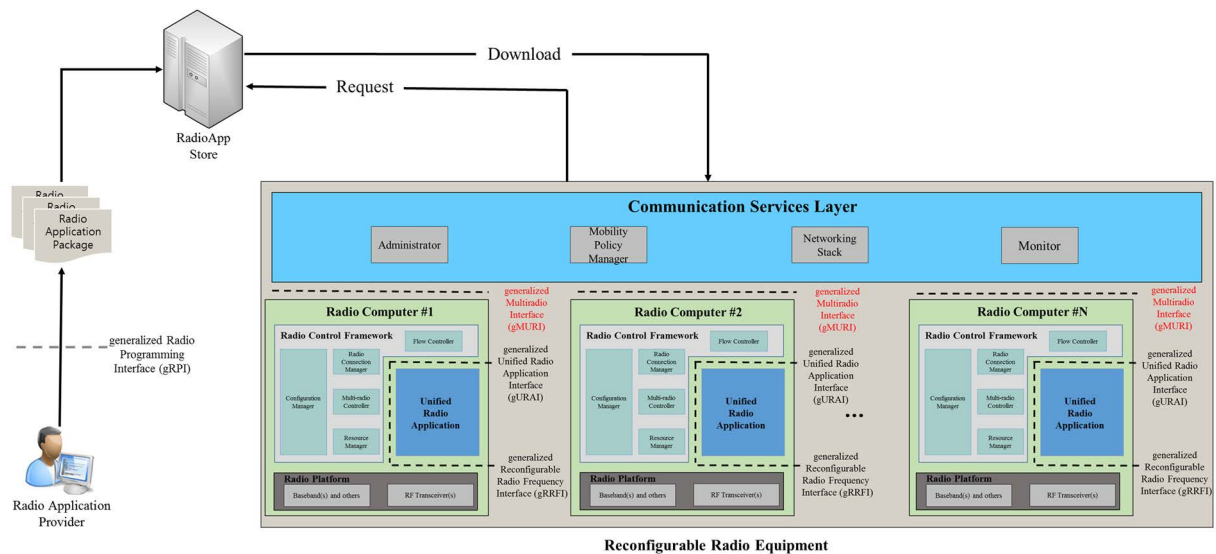 Download
Request
RadioApp
Store
Radio
Radio
Radio
Application
Package
generalized Radio
Programming
Interface (gRPI)
Radio Application
Provider
Communication Services Layer
Administrator
Mobility
Policy
Manager
Networking
Stack
Monitor
generalized
Multiradio
Interface
(gMURI)
generalized
Multiradio
Interface
(gMURI)
generalized
Multiradio
Interface
(gMURI)
Radio Computer #1
Radio Control Framework
Flow Controller
Configuration
Manager
Radio
Connection
Manager
Multi-radio
Controller
Resource
Manager
Unified
Radio
Application
generalized
Unified Radio
Application
Interface
(gURAI)
generalized
Reconfigurable
Radio Frequency
Interface (gRRFI)
Radio Platform
Baseband(s) and others
RF Transceiver(s)
Radio Computer #2
Radio Control Framework
Flow Controller
Configuration
Manager
Radio
Connection
Manager
Multi-radio
Controller
Resource
Manager
Unified
Radio
Application
generalized
Unified Radio
Application
Interface
(gURAI)
...
generalized
Reconfigurable
Radio Frequency
Interface (gRRFI)
Radio Platform
Baseband(s) and others
RF Transceiver(s)
Radio Computer #N
Radio Control Framework
Flow Controller
Configuration
Manager
Radio
Connection
Manager
Multi-radio
Controller
Resource
Manager
Unified
Radio
Application
generalized
Unified Radio
Application
Interface
(gURAI)
generalized
Reconfigurable
Radio Frequency
Interface (gRRFI)
Radio Platform
Baseband(s) and others
RF Transceiver(s)
Reconfigurable Radio Equipment